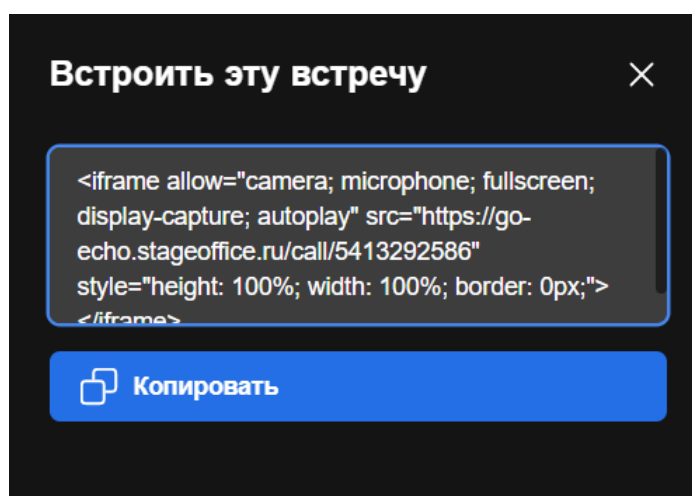 Встроить эту встречу
<iframe allow="camera; microphone; fullscreen;
display-capture; autoplay" src="https://go-
echo.stageoffice.ru/call/5413292586"
style="height: 100%; width: 100%; border: 0px;">
</iframe>
Копировать